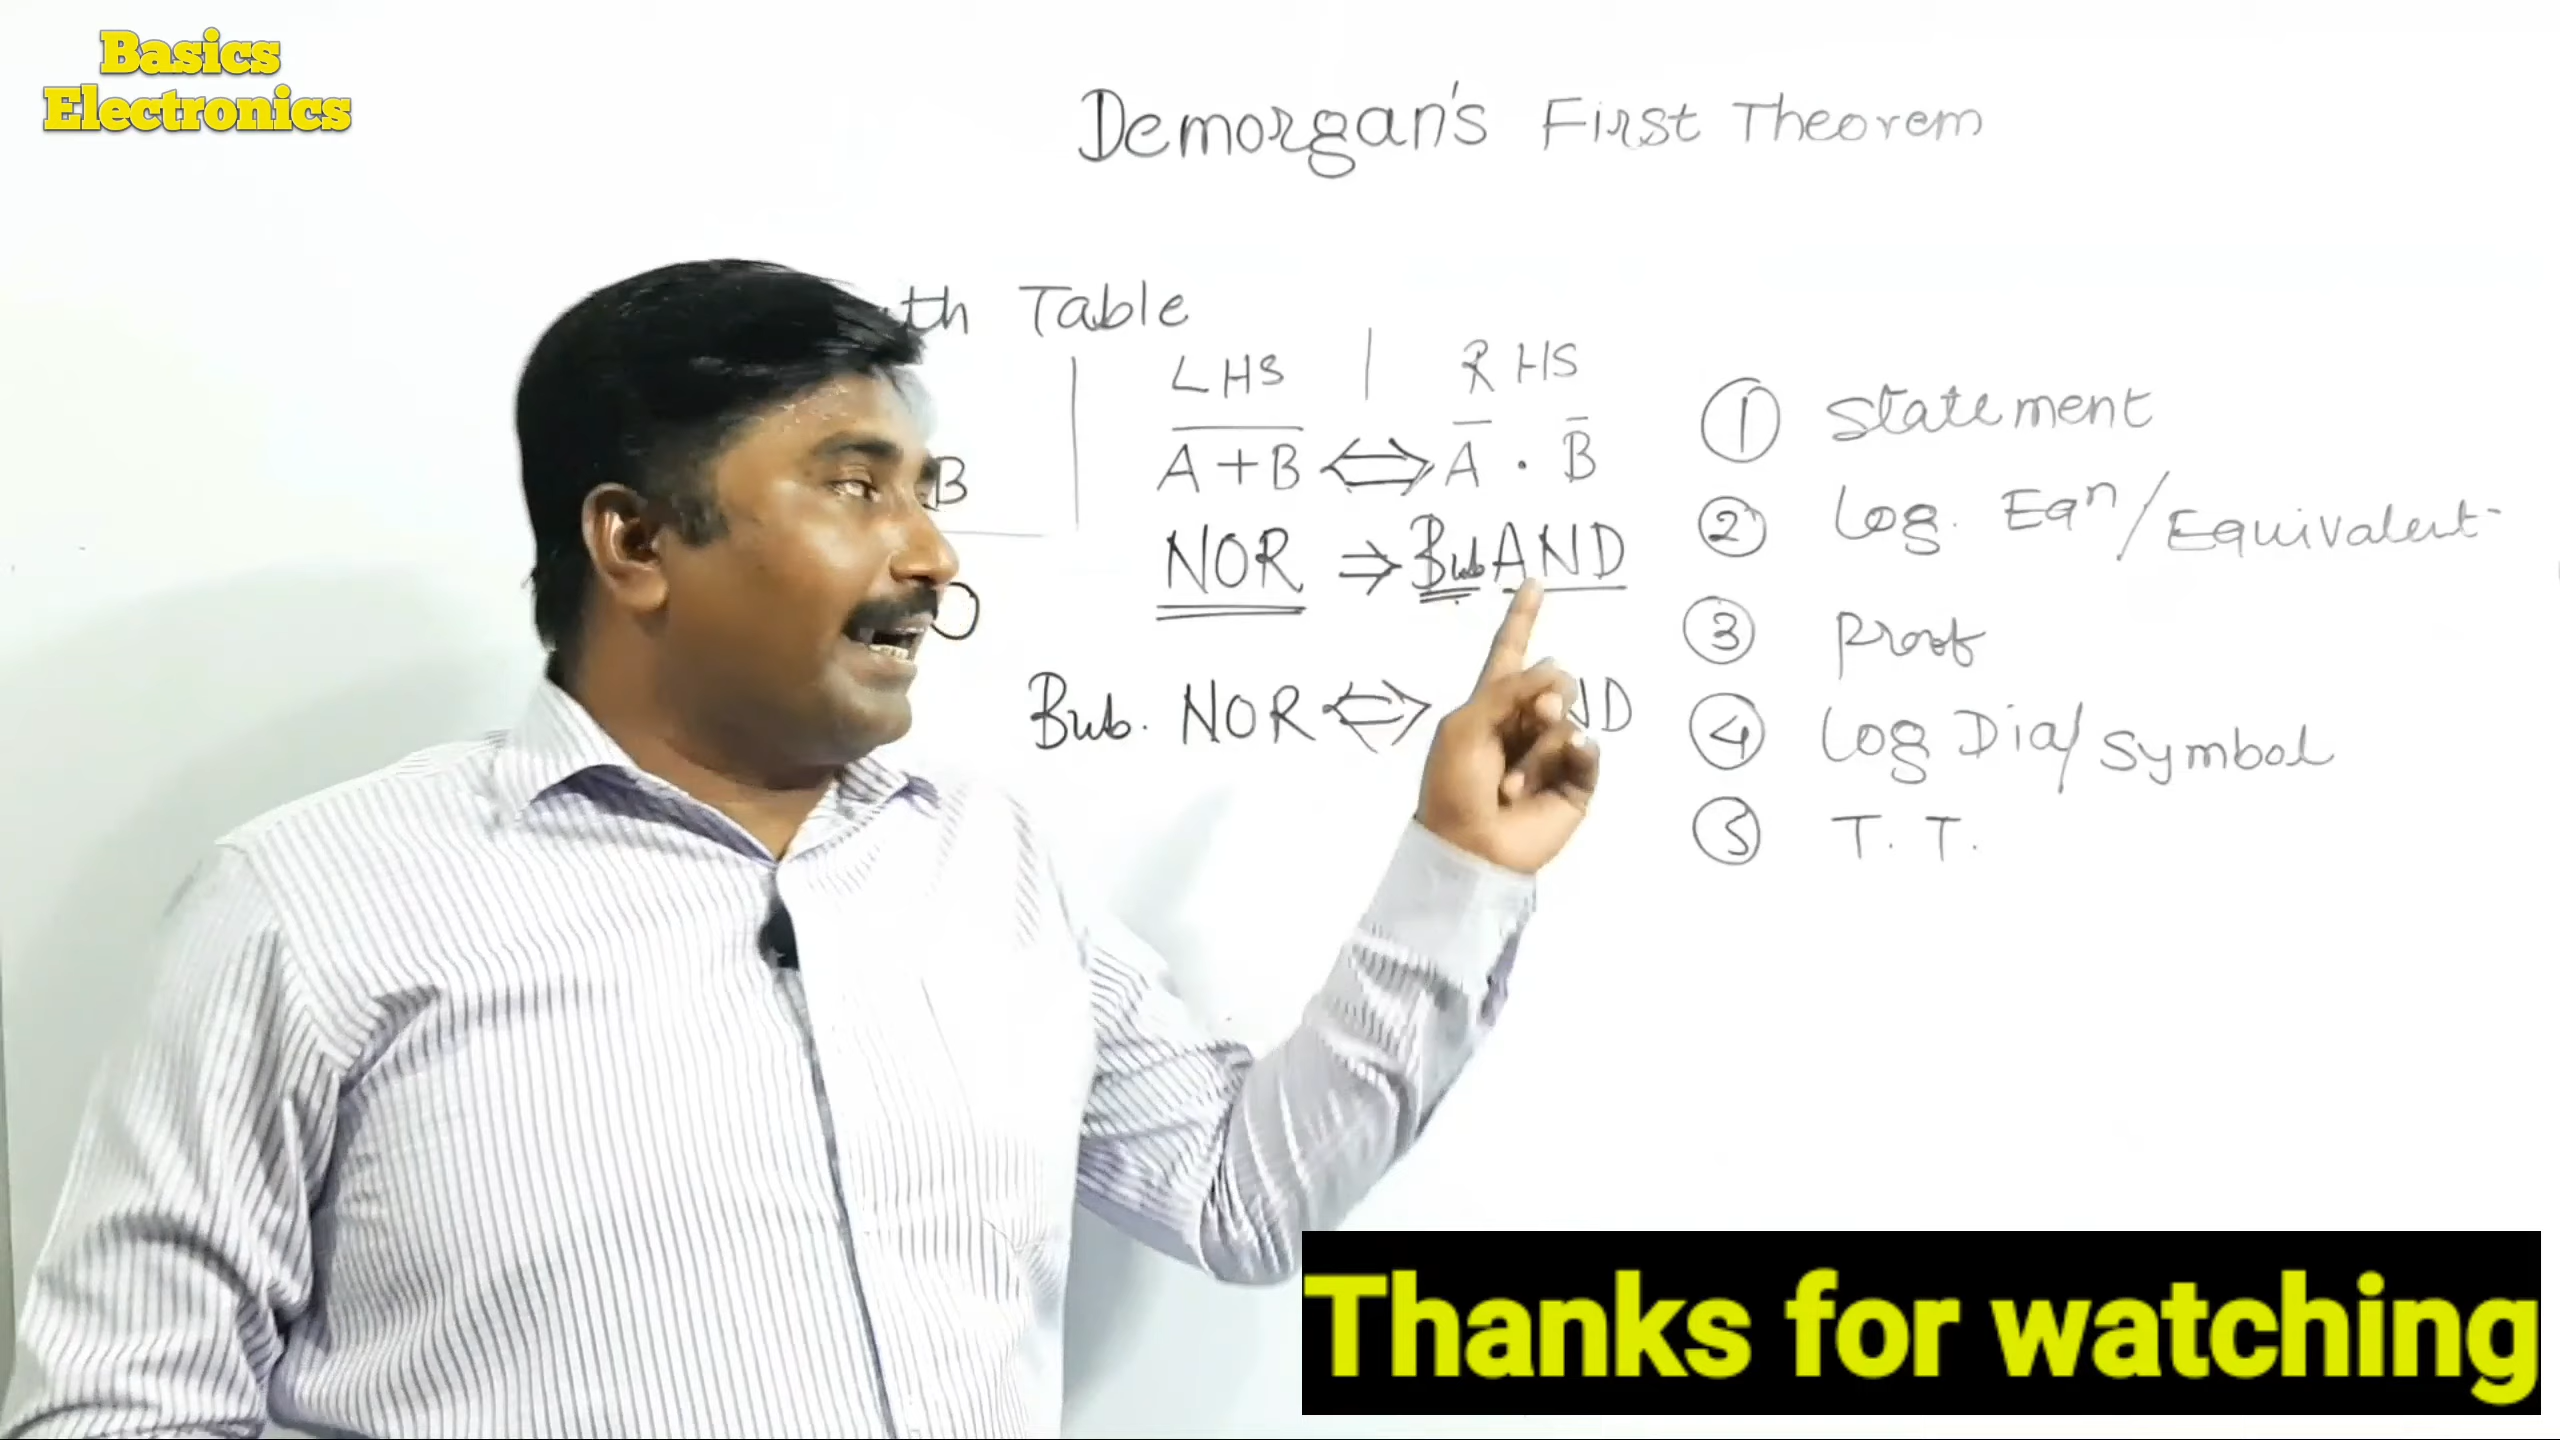 Basics
Electronics
Demorgan's First Theorem
th Table
LHS | RHS
B
A + B ⇔ A̅ · B̅
NOR ⇒ Bub AND
Bub. NOR ⇔ ND
① Statement
② Log. Eqⁿ / Equivalent
③ Proof
④ Log Dia / Symbol
⑤ T. T.
Thanks for watching